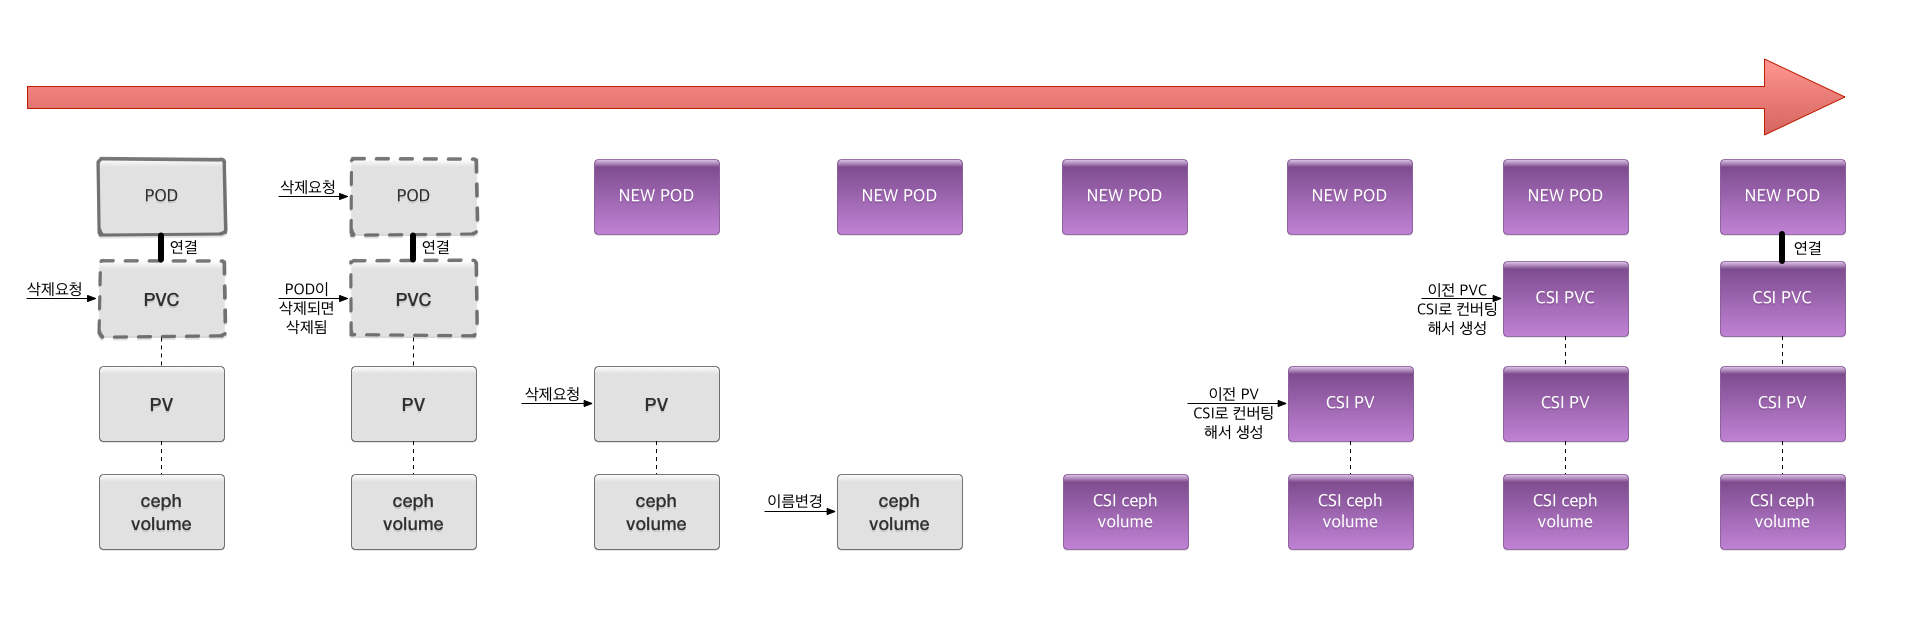 POD
연결
삭제요청
PVC
PV
ceph
volume
삭제요청
POD
연결
POD이
삭제되면
삭제됨
PVC
PV
ceph
volume
NEW POD
삭제요청
PV
ceph
volume
NEW POD
이름변경
ceph
volume
NEW POD
CSI ceph
volume
NEW POD
이전 PV
CSI로 컨버팅
해서 생성
CSI PV
CSI ceph
volume
NEW POD
이전 PVC
CSI로 컨버팅
해서 생성
CSI PVC
CSI PV
CSI ceph
volume
NEW POD
연결
CSI PVC
CSI PV
CSI ceph
volume